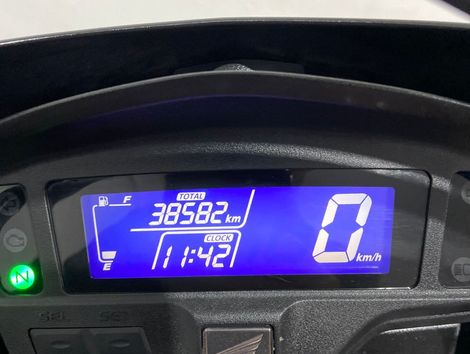 F
TOTAL
38582 km
CLOCK
11:42
E
0 km/h
N
SEL SET